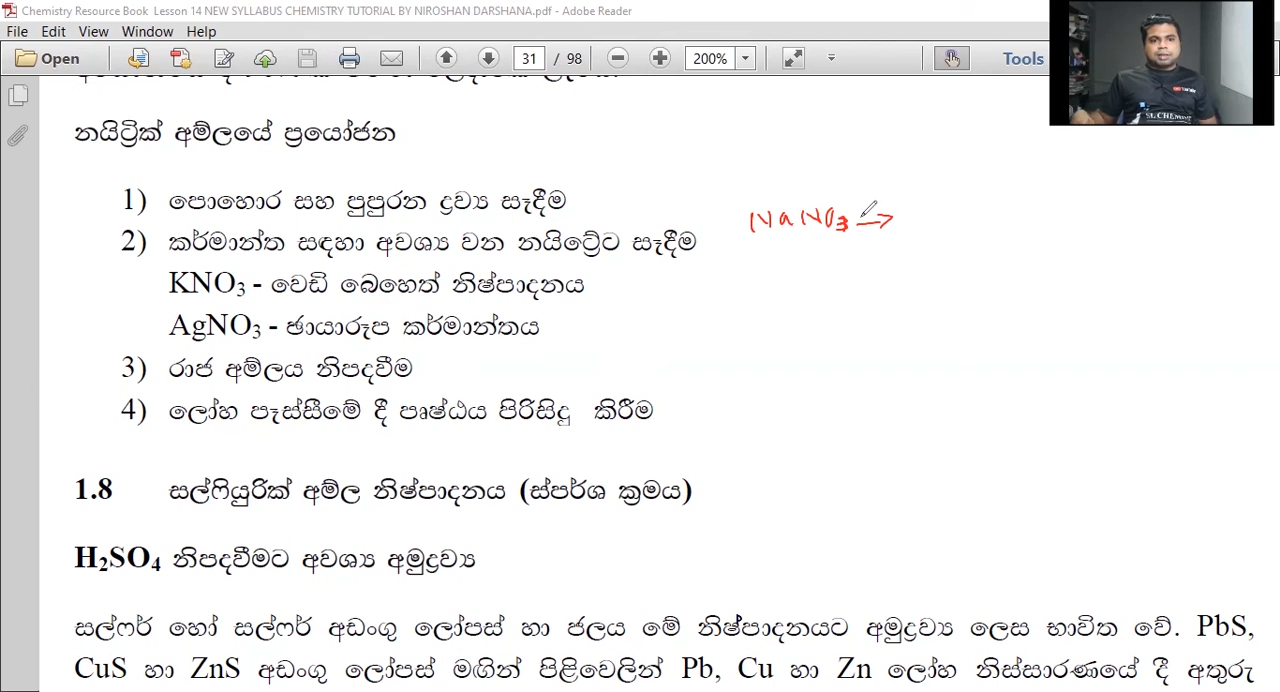 Chemistry Resource Book Lesson 14 NEW SYLLABUS CHEMISTRY TUTORIAL BY NIROSHAN DARSHANA.pdf - Adobe Reader
File Edit View Window Help
Open 31 / 98 200% Tools
නයිට්‍රික් අම්ලයේ ප්‍රයෝජන
1) පොහොර සහ පුපුරන ද්‍රව්‍ය සෑදීම
NaNO3 →
2) කර්මාන්ත සඳහා අවශ්‍ය වන නයිට්‍රේට සෑදීම
KNO3 - වෙඩි බෙහෙත් නිෂ්පාදනය
AgNO3 - ඡායාරූප කර්මාන්තය
3) රාජ අම්ලය නිපදවීම
4) ලෝහ පෑස්සීමේ දී පෘෂ්ඨය පිරිසිදු කිරීම
1.8 සල්ෆියුරික් අම්ල නිෂ්පාදනය (ස්පර්ශ ක්‍රමය)
H2SO4 නිපදවීමට අවශ්‍ය අමුද්‍රව්‍ය
සල්ෆර් හෝ සල්ෆර් අඩංගු ලෝපස් හා ජලය මේ නිෂ්පාදනයට අමුද්‍රව්‍ය ලෙස භාවිත වේ. PbS,
CuS හා ZnS අඩංගු ලෝපස් මඟින් පිළිවෙලින් Pb, Cu හා Zn ලෝහ නිස්සාරණයේ දී අතුරු